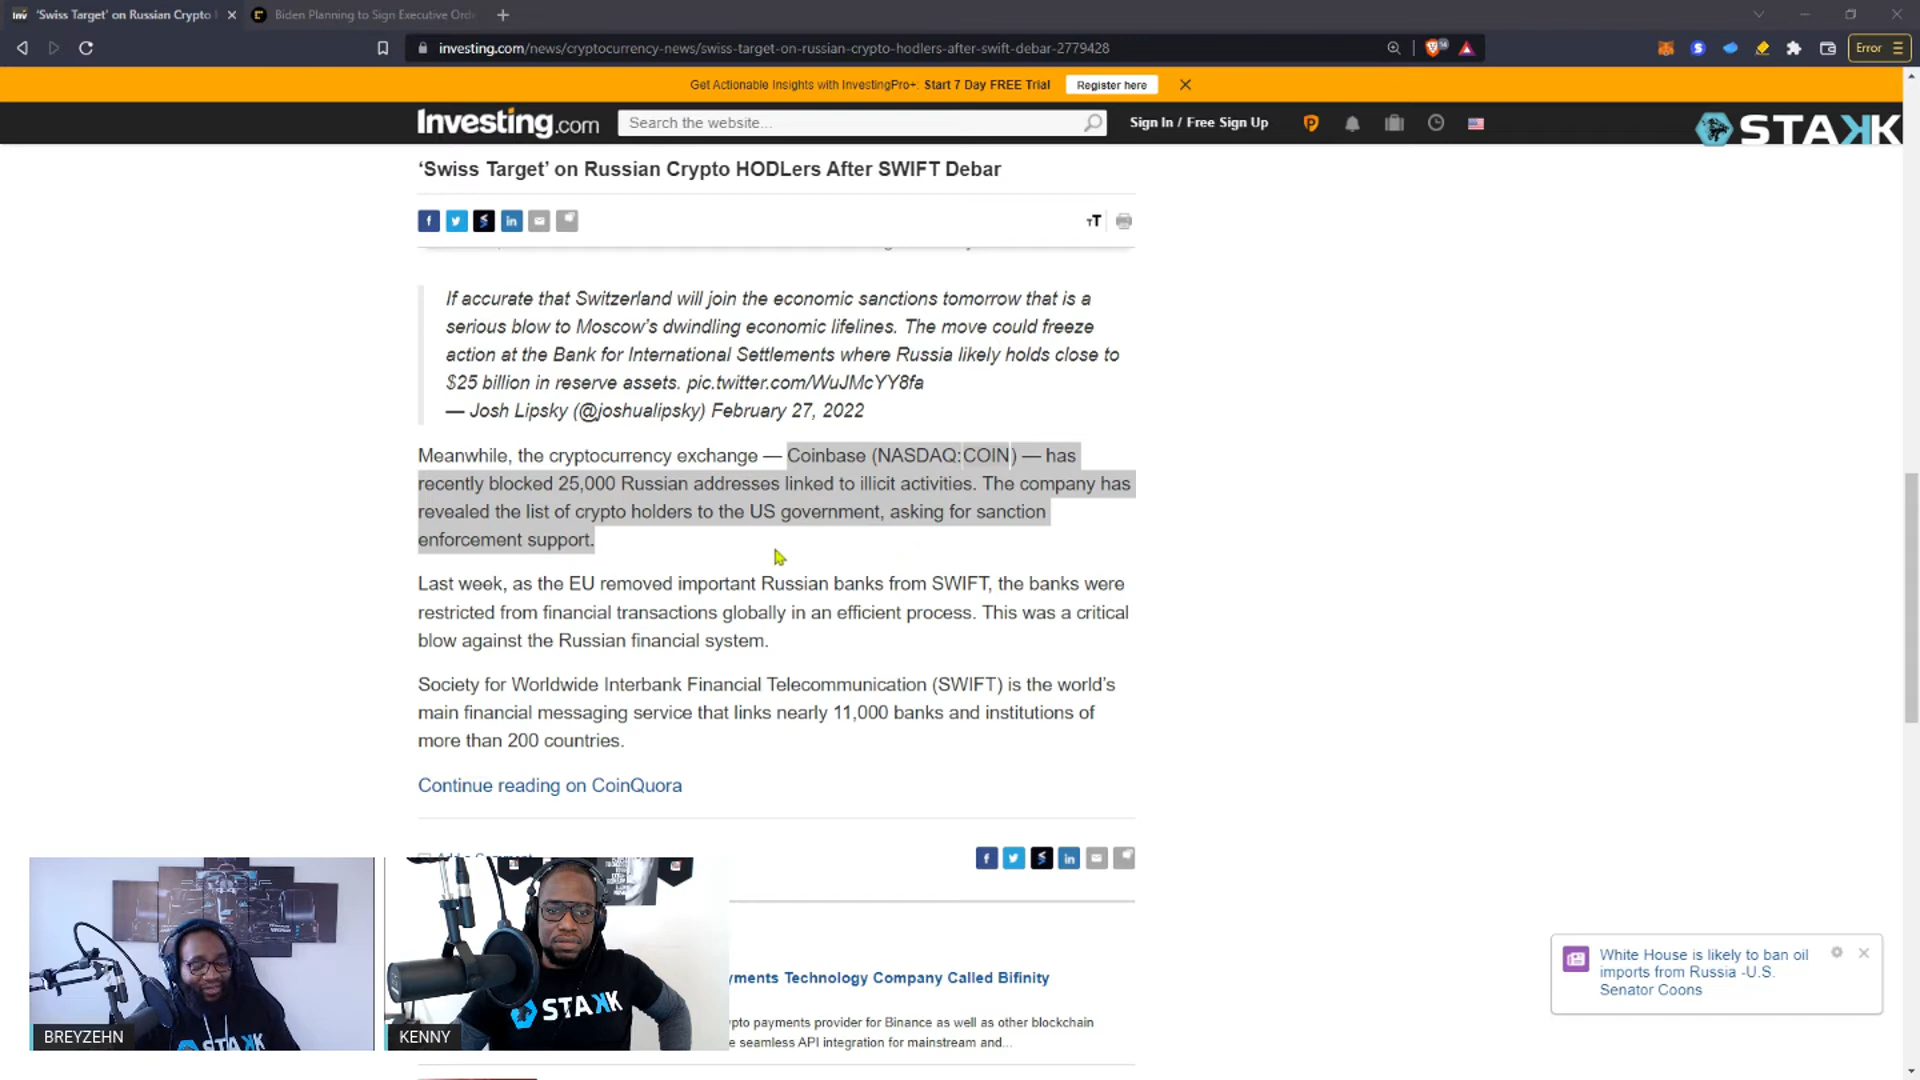 'Swiss Target' on Russian Crypto
Biden Planning to Sign Executive Ord
investing.com/news/cryptocurrency-news/swiss-target-on-russian-crypto-hodlers-after-swift-debar-2779428
Error
Get Actionable Insights with InvestingPro+: Start 7 Day FREE Trial
Register here
Investing.com
Search the website...
Sign In / Free Sign Up
STAKK
‘Swiss Target’ on Russian Crypto HODLers After SWIFT Debar
If accurate that Switzerland will join the economic sanctions tomorrow that is a
serious blow to Moscow’s dwindling economic lifelines. The move could freeze
action at the Bank for International Settlements where Russia likely holds close to
$25 billion in reserve assets. pic.twitter.com/WuJMcYY8fa
— Josh Lipsky (@joshualipsky) February 27, 2022
Meanwhile, the cryptocurrency exchange — Coinbase (NASDAQ:COIN) — has
recently blocked 25,000 Russian addresses linked to illicit activities. The company has
revealed the list of crypto holders to the US government, asking for sanction
enforcement support.
Last week, as the EU removed important Russian banks from SWIFT, the banks were
restricted from financial transactions globally in an efficient process. This was a critical
blow against the Russian financial system.
Society for Worldwide Interbank Financial Telecommunication (SWIFT) is the world’s
main financial messaging service that links nearly 11,000 banks and institutions of
more than 200 countries.
Continue reading on CoinQuora
yments Technology Company Called Bifinity
ypto payments provider for Binance as well as other blockchain
e seamless API integration for mainstream and...
White House is likely to ban oil
imports from Russia -U.S.
Senator Coons
STAKK
STAKK
BREYZEHN
KENNY